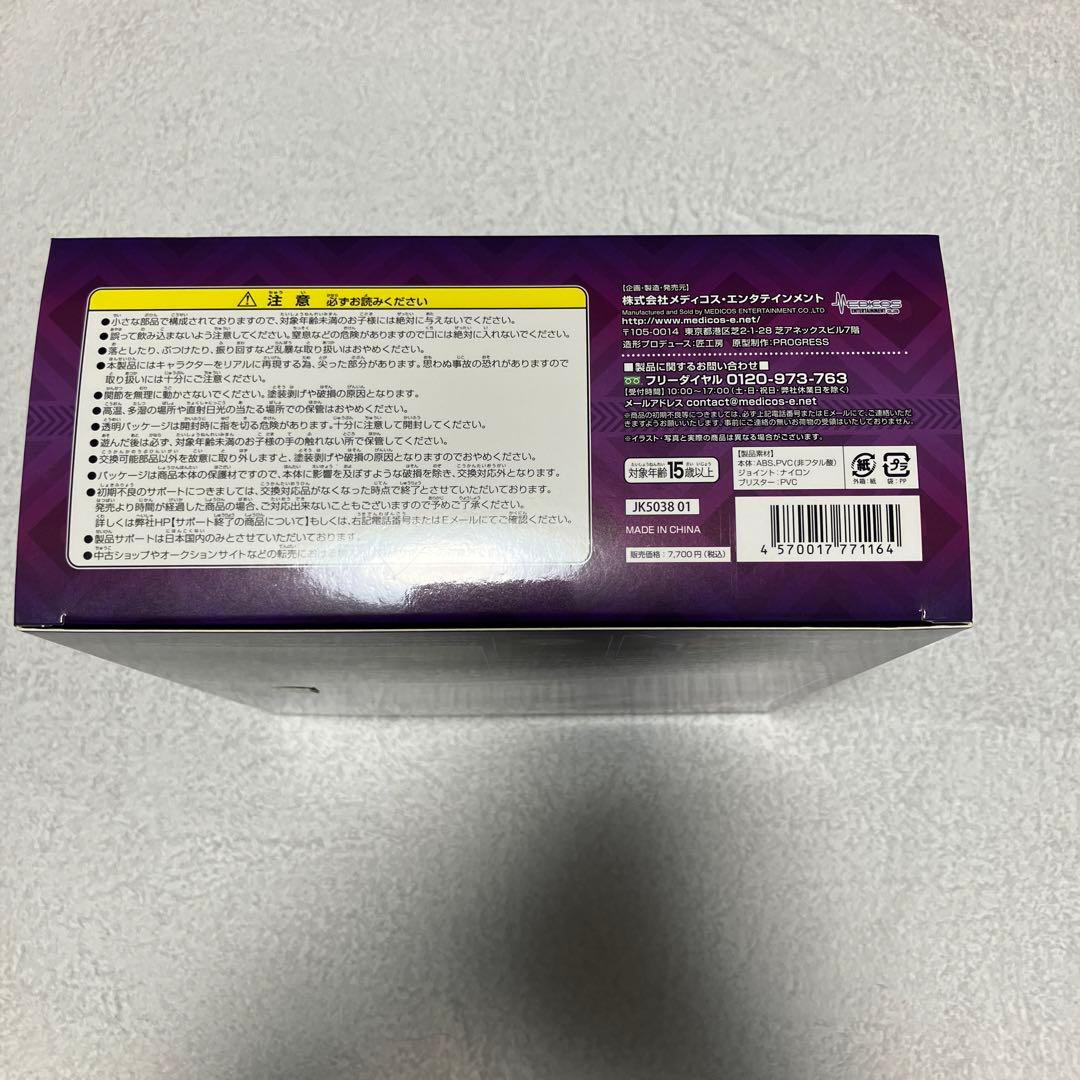 注意 必ずお読みください
●小さな部品で構成されておりますので、対象年齢未満のお子様には絶対に与えないでください。
●誤って飲み込まないよう注意してください。窒息などの危険がありますので口には絶対に入れないでください。
●落としたり、ぶつけたり、振り回すなど乱暴な取り扱いはおやめください。
●本製品にはキャラクターをリアルに再現する為、尖った部分があります。思わぬ事故の恐れがありますので
取り扱いには十分にご注意ください。
●関節を無理に動かさないでください。塗装剥げや破損の原因となります。
●高温、多湿の場所や直射日光の当たる場所での保管はおやめください。
●透明パッケージは開封時に指を切る危険があります。十分に注意して開封してください。
●遊んだ後は必ず、対象年齢未満のお子様の手の触れない所で保管してください。
●交換可能部品以外を故意に取り外しますと、塗装剥げや破損の原因となりますのでおやめください。
●パッケージは商品本体の保護材ですので、本体に影響を及ぼすような破損を除き、交換対応外となります。
●初期不良のサポートにつきましては、交換対応品がなくなった時点で終了とさせていただいております。
発売より時間が経過した商品の場合、ご対応出来ないこともございますので予めご了承ください。
詳しくは弊社HP【サポート終了の商品について】もしくは、右記電話番号またはEメールにてご確認ください。
●製品サポートは日本国内のみとさせていただいております。
●中古ショップやオークションサイトなどの転売における
【企画・製造・発売元】
株式会社メディコス・エンタテインメント
Manufactured and Sold by MEDICOS ENTERTAINMENT CO.,LTD
http://www.medicos-e.net/
〒105-0014 東京都港区芝2-1-28 芝アネックスビル7階
造形プロデュース:匠工房 原型制作:PROGRESS
MEDICOS
ENTERTAINMENT
■製品に関するお問い合わせ■
フリーダイヤル 0120-973-763
【受付時間】10:00~17:00(土・日・祝日・弊社休業日を除く)
メールアドレス contact@medicos-e.net
※商品の初期不良等につきましては、必ず上記電話番号またはEメールにて、ご連絡いただ
きますようお願いいたします。事前にご連絡の無いお荷物の受領はいたしておりません。
※イラスト・写真と実際の商品は異なる場合がございます。
対象年齢15歳以上
【製品素材】
本体:ABS,PVC(非フタル酸)
ジョイント:ナイロン
ブリスター:PVC
紙
外箱:紙
プラ
袋:PP
JK5038 01
MADE IN CHINA
販売価格:7,700円(税込)
4 570017 771164